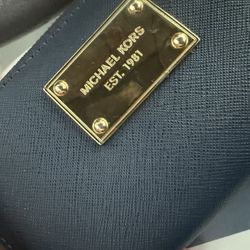 MICHAEL KORS
EST. 1981